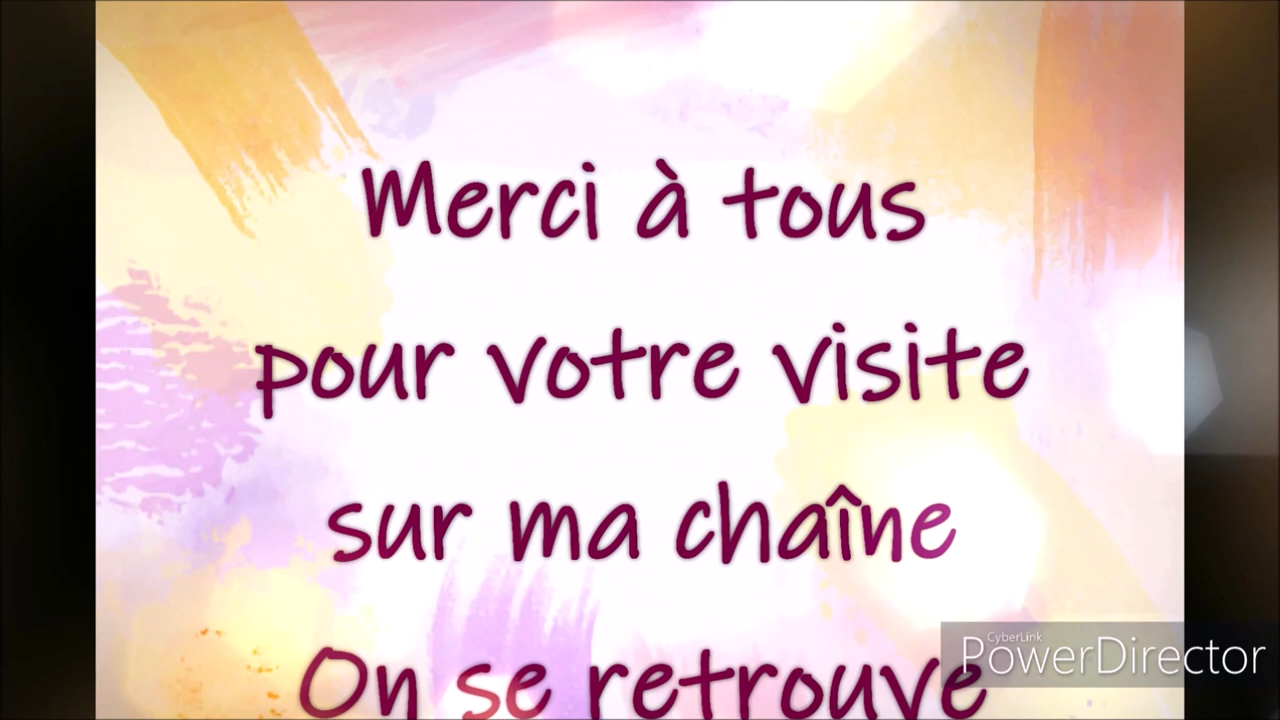 Merci à tous
pour votre visite
sur ma chaîne
On se retrouve
CyberLink
PowerDirector